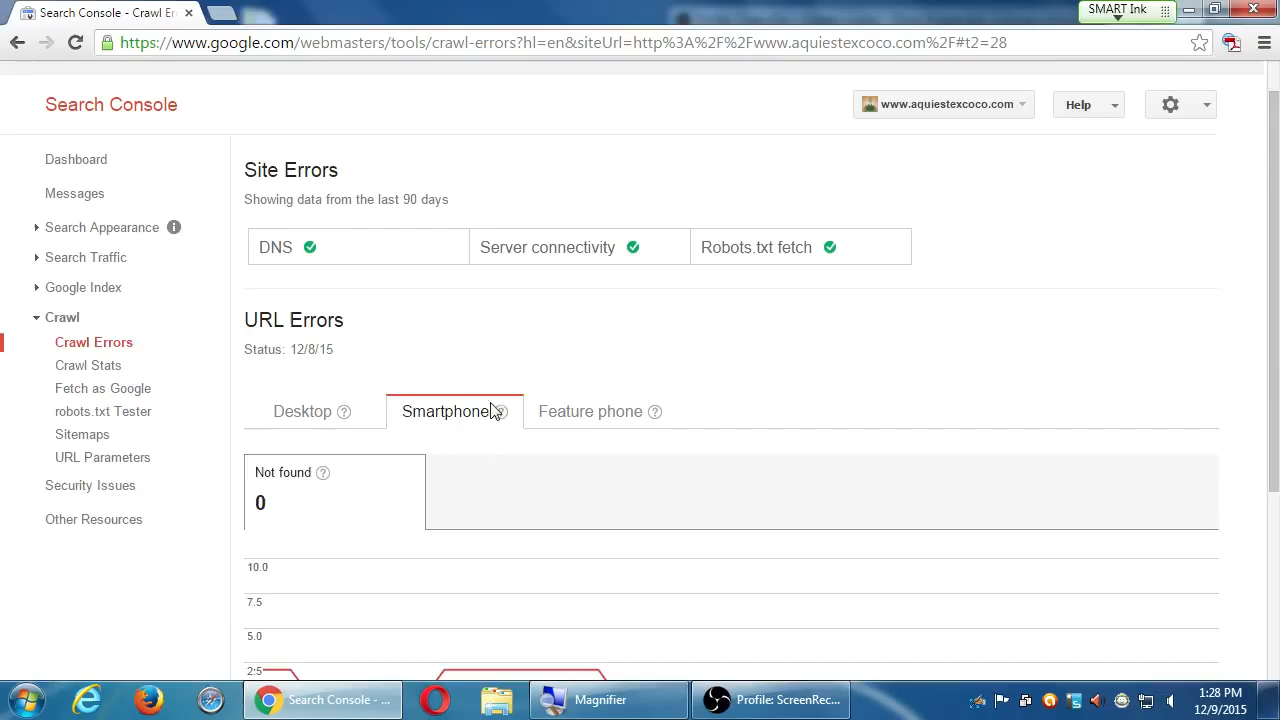 Search Console - Crawl Er
SMART Ink
https://www.google.com/webmasters/tools/crawl-errors?hl=en&siteUrl=http%3A%2F%2Fwww.aquiestexcoco.com%2F#t2=28
Search Console
www.aquiestexcoco.com
Help
Dashboard
Messages
Search Appearance
Search Traffic
Google Index
Crawl
Crawl Errors
Crawl Stats
Fetch as Google
robots.txt Tester
Sitemaps
URL Parameters
Security Issues
Other Resources
Site Errors
Showing data from the last 90 days
DNS
Server connectivity
Robots.txt fetch
URL Errors
Status: 12/8/15
Desktop ?
Smartphone
Feature phone ?
Not found ?
0
10.0
7.5
5.0
2.5
Search Console - ...
Magnifier
Profile: ScreenRec...
1:28 PM
12/9/2015